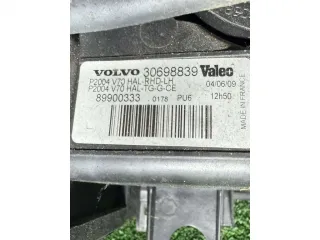 VOLVO 30698839 Valeo
P2004 V70 HAL-RHD-LH 04/06/09
P2004 V70 HAL-TG-G-CE
89900333 0178 PU6 12h50
MADE IN FRANCE